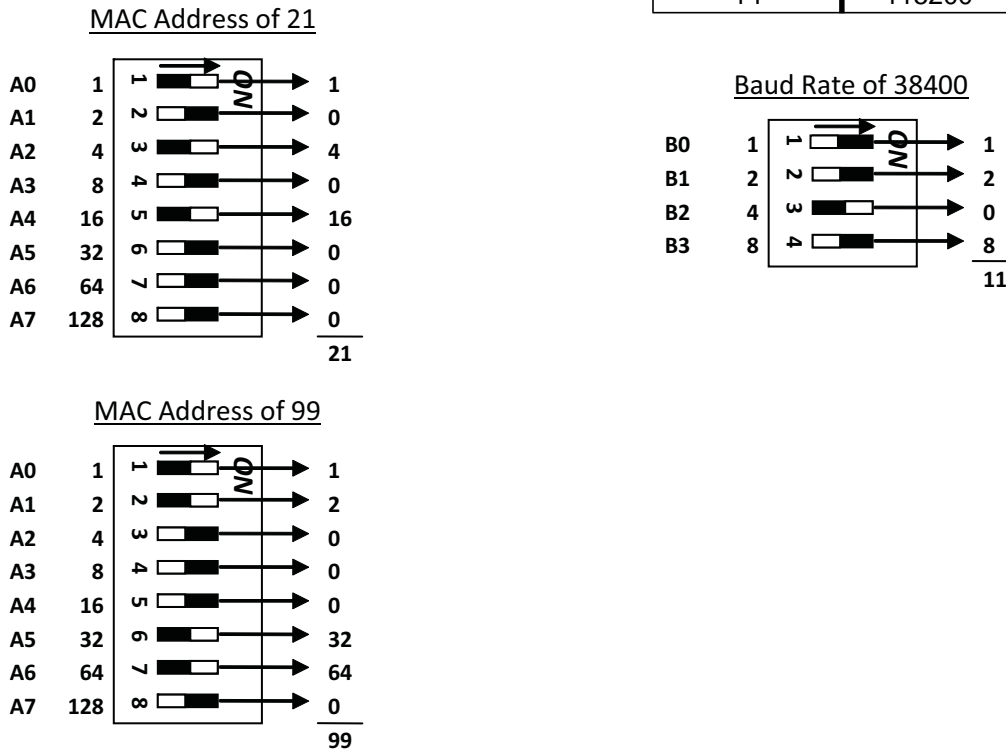 MAC Address of 21
ON
A0 1 1 1
A1 2 2 0
A2 4 3 4
A3 8 4 0
A4 16 5 16
A5 32 6 0
A6 64 7 0
A7 128 8 0
21
MAC Address of 99
ON
A0 1 1 1
A1 2 2 2
A2 4 3 0
A3 8 4 0
A4 16 5 0
A5 32 6 32
A6 64 7 64
A7 128 8 0
99
Baud Rate of 38400
ON
B0 1 1 1
B1 2 2 2
B2 4 3 0
B3 8 4 8
11